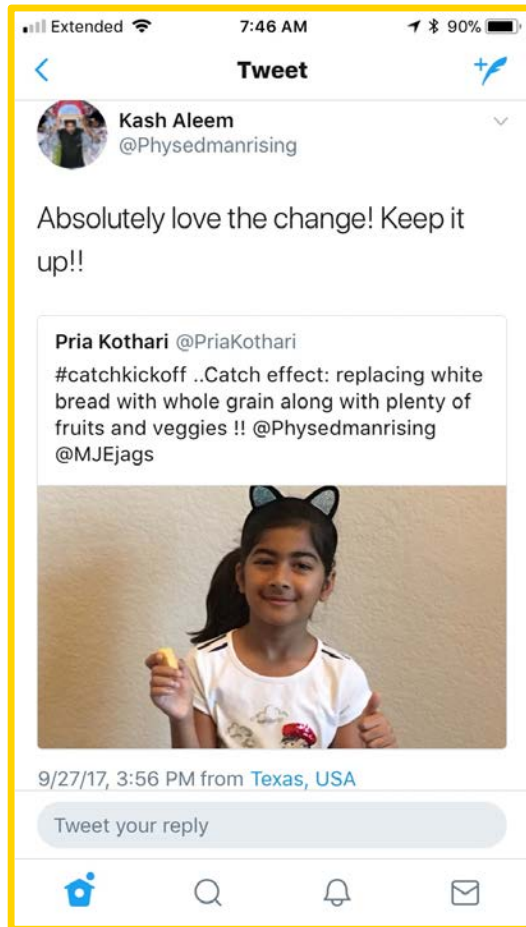 Extended 7:46 AM 90%
Tweet
Kash Aleem
@Physedmanrising
Absolutely love the change! Keep it
up!!
Pria Kothari @PriaKothari
#catchkickoff ..Catch effect: replacing white
bread with whole grain along with plenty of
fruits and veggies !! @Physedmanrising
@MJEjags
9/27/17, 3:56 PM from Texas, USA
Tweet your reply